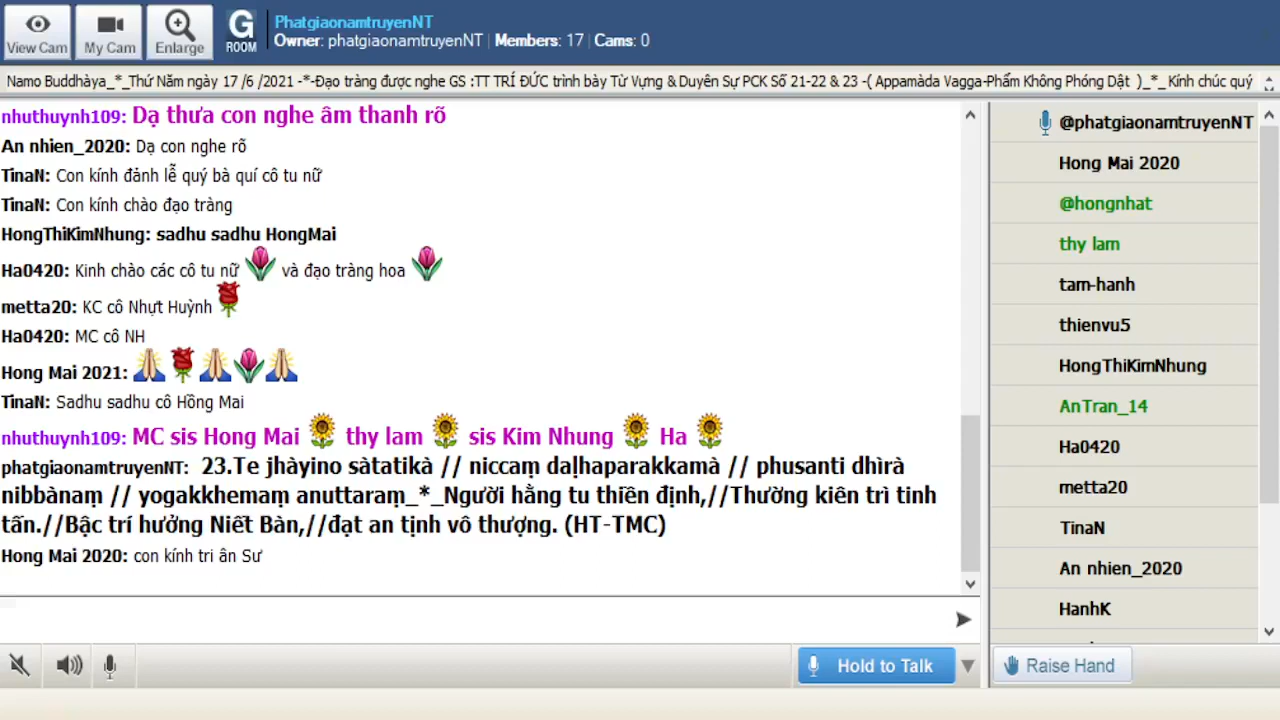 View Cam
My Cam
Enlarge
G ROOM
PhatgiaonamtruyenNT
Owner: phatgiaonamtruyenNT | Members: 17 | Cams: 0
Namo Buddhàya_*_Thứ Năm ngày 17 /6 /2021 -*-Đạo tràng được nghe GS :TT TRÍ ĐỨC trình bày Từ Vựng & Duyên Sự PCK Số 21-22 & 23 -( Appamàda Vagga-Phẩm Không Phóng Dật )_*_Kính chúc quý
nhuthuynh109: Dạ thưa con nghe âm thanh rõ
An nhien_2020: Dạ con nghe rõ
TinaN: Con kính đảnh lễ quý bà quí cô tu nữ
TinaN: Con kính chào đạo tràng
HongThiKimNhung: sadhu sadhu HongMai
Ha0420: Kinh chào các cô tu nữ và đạo tràng hoa
metta20: KC cô Nhựt Huỳnh
Ha0420: MC cô NH
Hong Mai 2021:
TinaN: Sadhu sadhu cô Hồng Mai
nhuthuynh109: MC sis Hong Mai thy lam sis Kim Nhung Ha
phatgiaonamtruyenNT: 23.Te jhàyino sàtatikà // niccaṃ daḷhaparakkamà // phusanti dhìrà
nibbànaṃ // yogakkhemaṃ anuttaraṃ_*_Người hằng tu thiền định,//Thường kiên trì tinh
tấn.//Bậc trí hưởng Niết Bàn,//đạt an tịnh vô thượng. (HT-TMC)
Hong Mai 2020: con kính tri ân Sư
@phatgiaonamtruyenNT
Hong Mai 2020
@hongnhat
thy lam
tam-hanh
thienvu5
HongThiKimNhung
AnTran_14
Ha0420
metta20
TinaN
An nhien_2020
HanhK
Hold to Talk
Raise Hand